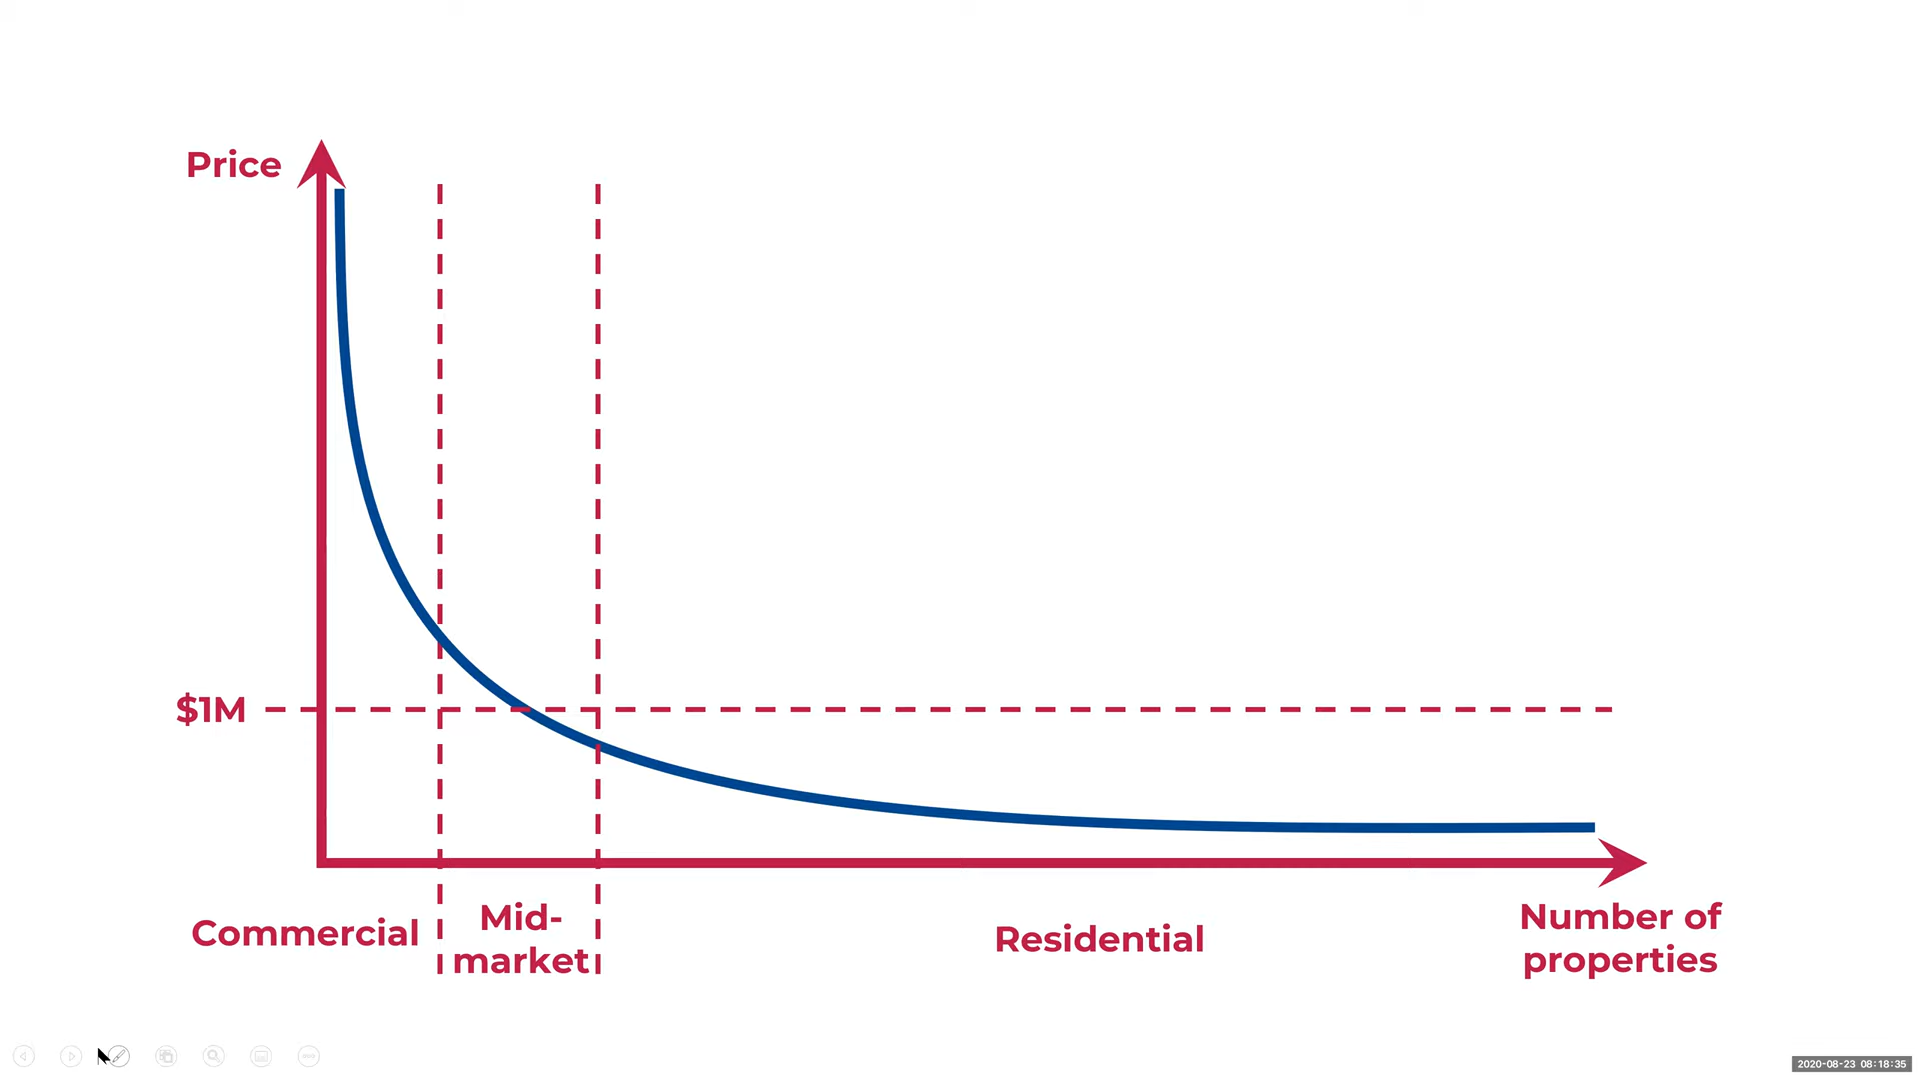 Price
$1M
Commercial
Mid-
market
Residential
Number of
properties
2020-08-23 08:18:35